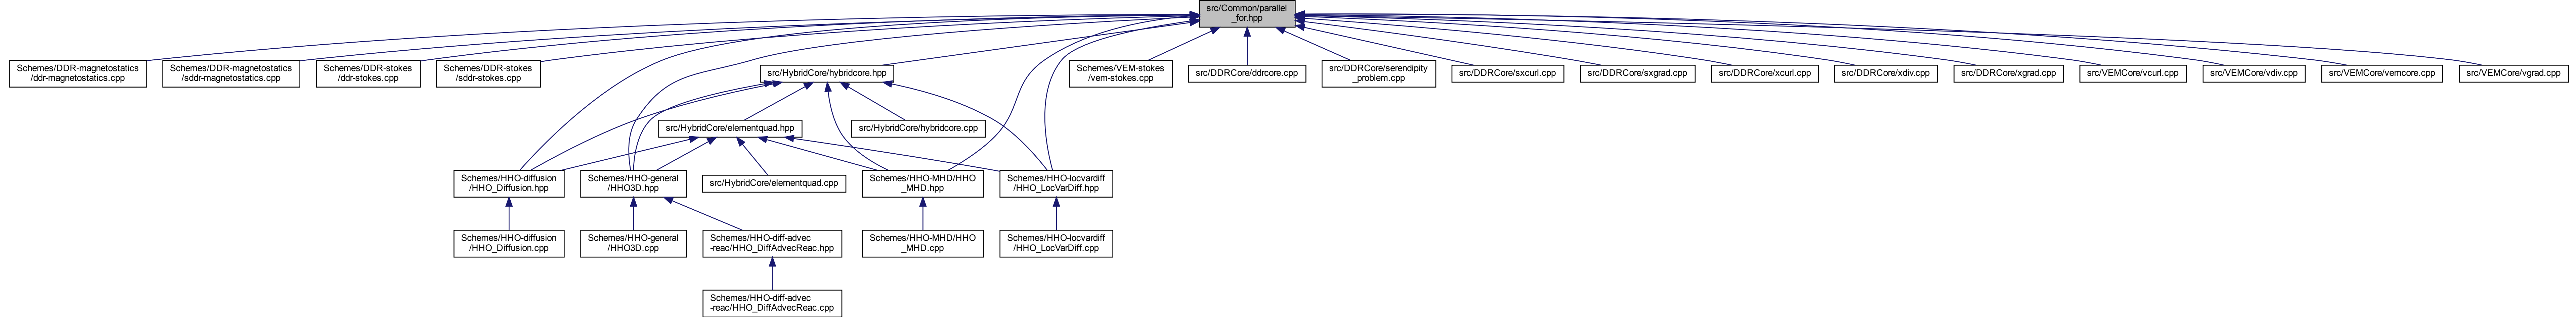 src/Common/parallel
_for.hpp
Schemes/DDR-magnetostatics
/ddr-magnetostatics.cpp
Schemes/DDR-magnetostatics
/sddr-magnetostatics.cpp
Schemes/DDR-stokes
/ddr-stokes.cpp
Schemes/DDR-stokes
/sddr-stokes.cpp
src/HybridCore/hybridcore.hpp
Schemes/VEM-stokes
/vem-stokes.cpp
src/DDRCore/ddrcore.cpp
src/DDRCore/serendipity
_problem.cpp
src/DDRCore/sxcurl.cpp
src/DDRCore/sxgrad.cpp
src/DDRCore/xcurl.cpp
src/DDRCore/xdiv.cpp
src/DDRCore/xgrad.cpp
src/VEMCore/vcurl.cpp
src/VEMCore/vdiv.cpp
src/VEMCore/vemcore.cpp
src/VEMCore/vgrad.cpp
src/HybridCore/elementquad.hpp
src/HybridCore/hybridcore.cpp
Schemes/HHO-diffusion
/HHO_Diffusion.hpp
Schemes/HHO-general
/HHO3D.hpp
src/HybridCore/elementquad.cpp
Schemes/HHO-MHD/HHO
_MHD.hpp
Schemes/HHO-locvardiff
/HHO_LocVarDiff.hpp
Schemes/HHO-diffusion
/HHO_Diffusion.cpp
Schemes/HHO-general
/HHO3D.cpp
Schemes/HHO-diff-advec
-reac/HHO_DiffAdvecReac.hpp
Schemes/HHO-MHD/HHO
_MHD.cpp
Schemes/HHO-locvardiff
/HHO_LocVarDiff.cpp
Schemes/HHO-diff-advec
-reac/HHO_DiffAdvecReac.cpp